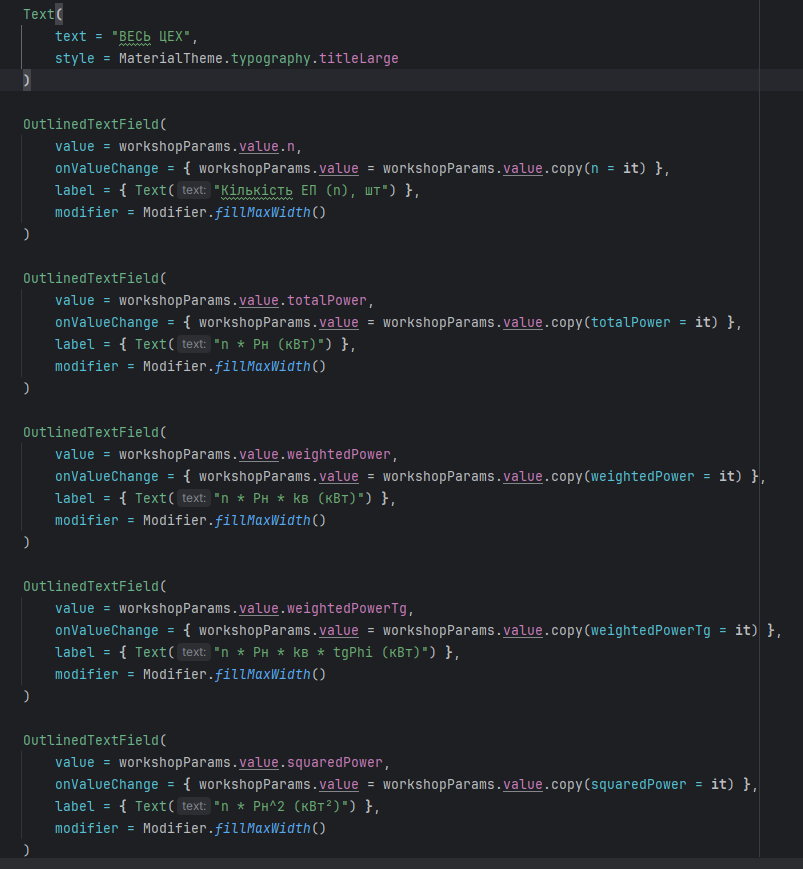 Text(
    text = "ВЕСЬ ЦЕХ",
    style = MaterialTheme.typography.titleLarge
)

OutlinedTextField(
    value = workshopParams.value.n,
    onValueChange = { workshopParams.value = workshopParams.value.copy(n = it) },
    label = { Text( text: "Кількість ЕП (n), шт") },
    modifier = Modifier.fillMaxWidth()
)

OutlinedTextField(
    value = workshopParams.value.totalPower,
    onValueChange = { workshopParams.value = workshopParams.value.copy(totalPower = it) },
    label = { Text( text: "n * Рн (кВт)") },
    modifier = Modifier.fillMaxWidth()
)

OutlinedTextField(
    value = workshopParams.value.weightedPower,
    onValueChange = { workshopParams.value = workshopParams.value.copy(weightedPower = it) },
    label = { Text( text: "n * Рн * kв (кВт)") },
    modifier = Modifier.fillMaxWidth()
)

OutlinedTextField(
    value = workshopParams.value.weightedPowerTg,
    onValueChange = { workshopParams.value = workshopParams.value.copy(weightedPowerTg = it) },
    label = { Text( text: "n * Рн * kв * tgPhi (кВт)") },
    modifier = Modifier.fillMaxWidth()
)

OutlinedTextField(
    value = workshopParams.value.squaredPower,
    onValueChange = { workshopParams.value = workshopParams.value.copy(squaredPower = it) },
    label = { Text( text: "n * Рн^2 (кВт²)") },
    modifier = Modifier.fillMaxWidth()
)